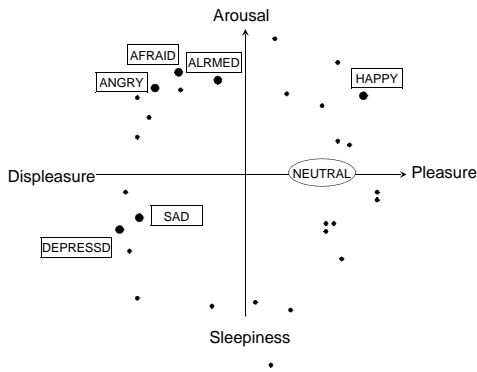 Arousal
AFRAID
ALRMED
ANGRY
HAPPY
Displeasure
NEUTRAL
Pleasure
SAD
DEPRESSD
Sleepiness